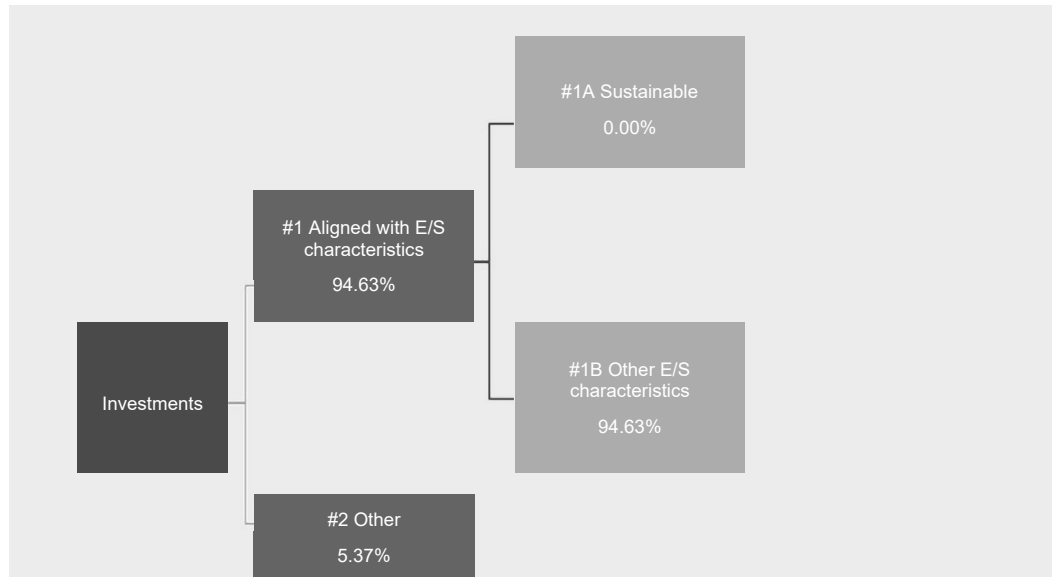 #1A Sustainable
0.00%
#1 Aligned with E/S
characteristics
94.63%
#1B Other E/S
characteristics
94.63%
Investments
#2 Other
5.37%